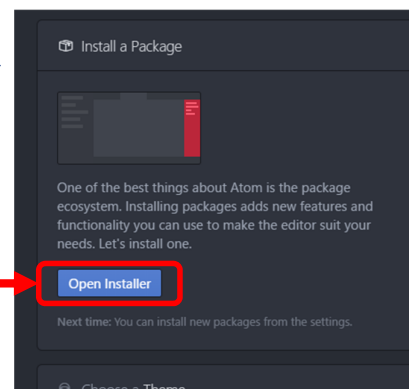 Install a Package
One of the best things about Atom is the package
ecosystem. Installing packages adds new features and
functionality you can use to make the editor suit your
needs. Let's install one.
Open Installer
Next time: You can install new packages from the settings.
Choose a Theme